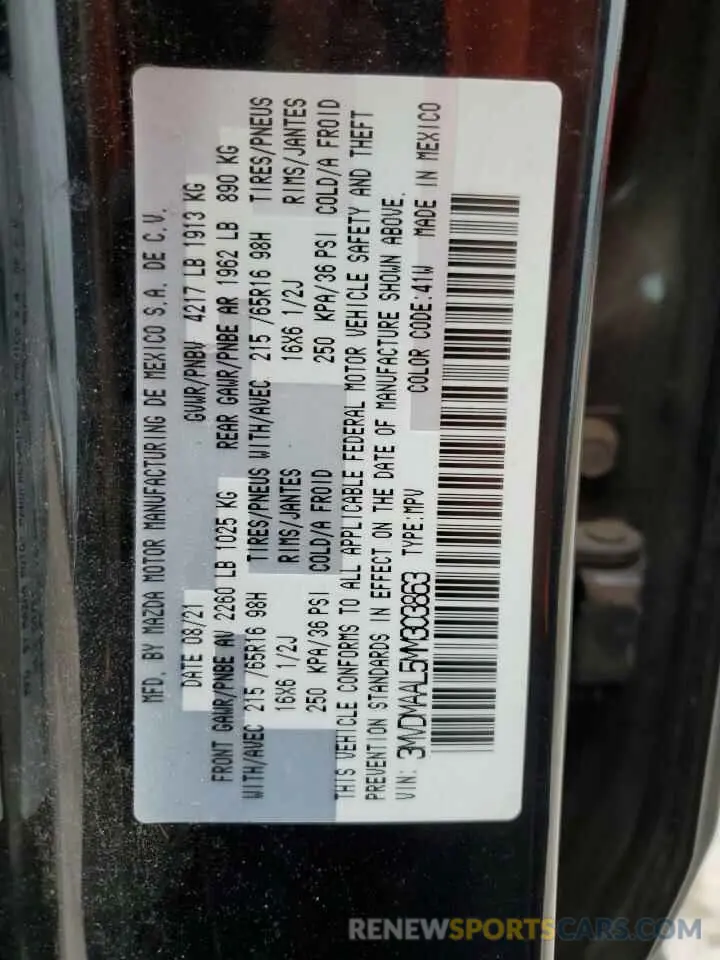 MFD. BY MAZDA MOTOR MANUFACTURING DE MEXICO S.A. DE C.V.
DATE 08/21 GVWR/PNBV 4217 LB 1913 KG
FRONT GAWR/PNBE AV 2260 LB 1025 KG REAR GAWR/PNBE AR 1962 LB 890 KG
WITH/AVEC 215 /65R16 98H TIRES/PNEUS WITH/AVEC 215 /65R16 98H TIRES/PNEUS
16X6 1/2J RIMS/JANTES 16X6 1/2J RIMS/JANTES
250 KPA/36 PSI COLD/A FROID 250 KPA/36 PSI COLD/A FROID
THIS VEHICLE CONFORMS TO ALL APPLICABLE FEDERAL MOTOR VEHICLE SAFETY AND THEFT
PREVENTION STANDARDS IN EFFECT ON THE DATE OF MANUFACTURE SHOWN ABOVE.
VIN: 3MVDMAAL5MM303863 TYPE:MPV COLOR CODE:41W MADE IN MEXICO
RENEWSPORTSCARS.COM